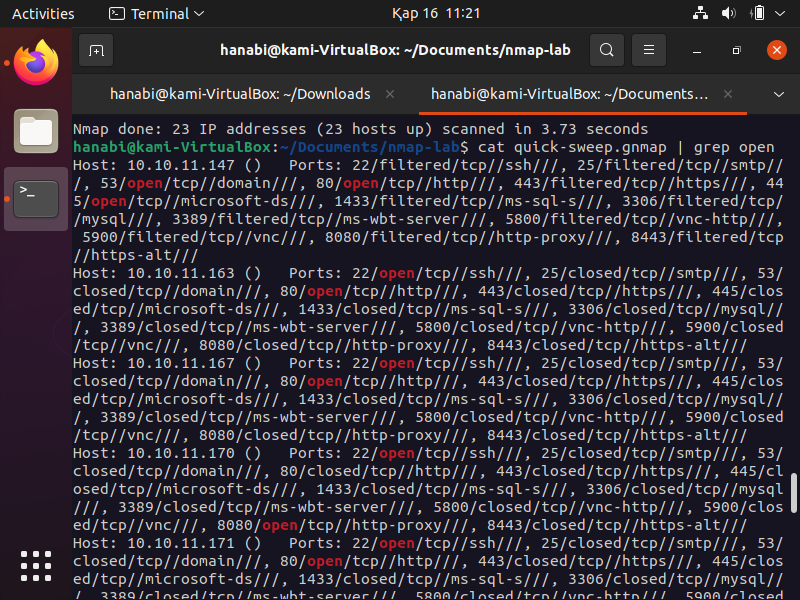 Activities
Terminal
Қар 16 11:21
hanabi@kami-VirtualBox: ~/Documents/nmap-lab
hanabi@kami-VirtualBox: ~/Downloads
hanabi@kami-VirtualBox: ~/Documents...
Nmap done: 23 IP addresses (23 hosts up) scanned in 3.73 seconds
hanabi@kami-VirtualBox:~/Documents/nmap-lab$ cat quick-sweep.gnmap | grep open
Host: 10.10.11.147 ()   Ports: 22/filtered/tcp//ssh///, 25/filtered/tcp//smtp//
/, 53/open/tcp//domain///, 80/open/tcp//http///, 443/filtered/tcp//https///, 44
5/open/tcp//microsoft-ds///, 1433/filtered/tcp//ms-sql-s///, 3306/filtered/tcp/
/mysql///, 3389/filtered/tcp//ms-wbt-server///, 5800/filtered/tcp//vnc-http///,
 5900/filtered/tcp//vnc///, 8080/filtered/tcp//http-proxy///, 8443/filtered/tcp
//https-alt///
Host: 10.10.11.163 ()   Ports: 22/open/tcp//ssh///, 25/closed/tcp//smtp///, 53/
closed/tcp//domain///, 80/open/tcp//http///, 443/closed/tcp//https///, 445/clos
ed/tcp//microsoft-ds///, 1433/closed/tcp//ms-sql-s///, 3306/closed/tcp//mysql//
/, 3389/closed/tcp//ms-wbt-server///, 5800/closed/tcp//vnc-http///, 5900/closed
/tcp//vnc///, 8080/closed/tcp//http-proxy///, 8443/closed/tcp//https-alt///
Host: 10.10.11.167 ()   Ports: 22/open/tcp//ssh///, 25/closed/tcp//smtp///, 53/
closed/tcp//domain///, 80/open/tcp//http///, 443/closed/tcp//https///, 445/clos
ed/tcp//microsoft-ds///, 1433/closed/tcp//ms-sql-s///, 3306/closed/tcp//mysql//
/, 3389/closed/tcp//ms-wbt-server///, 5800/closed/tcp//vnc-http///, 5900/closed
/tcp//vnc///, 8080/closed/tcp//http-proxy///, 8443/closed/tcp//https-alt///
Host: 10.10.11.170 ()   Ports: 22/open/tcp//ssh///, 25/closed/tcp//smtp///, 53/
closed/tcp//domain///, 80/closed/tcp//http///, 443/closed/tcp//https///, 445/cl
osed/tcp//microsoft-ds///, 1433/closed/tcp//ms-sql-s///, 3306/closed/tcp//mysql
///, 3389/closed/tcp//ms-wbt-server///, 5800/closed/tcp//vnc-http///, 5900/clos
ed/tcp//vnc///, 8080/open/tcp//http-proxy///, 8443/closed/tcp//https-alt///
Host: 10.10.11.171 ()   Ports: 22/open/tcp//ssh///, 25/closed/tcp//smtp///, 53/
closed/tcp//domain///, 80/open/tcp//http///, 443/closed/tcp//https///, 445/clos
ed/tcp//microsoft-ds///, 1433/closed/tcp//ms-sql-s///, 3306/closed/tcp//mysql//
/, 3389/closed/tcp//ms-wbt-server///, 5800/closed/tcp//vnc-http///, 5900/closed